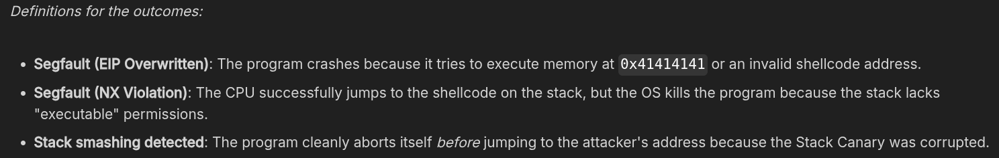 Definitions for the outcomes:
• Segfault (EIP Overwritten): The program crashes because it tries to execute memory at 0x41414141 or an invalid shellcode address.
• Segfault (NX Violation): The CPU successfully jumps to the shellcode on the stack, but the OS kills the program because the stack lacks
"executable" permissions.
• Stack smashing detected: The program cleanly aborts itself before jumping to the attacker's address because the Stack Canary was corrupted.